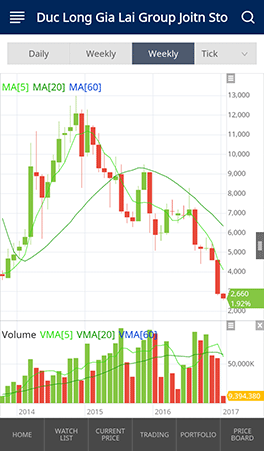 Duc Long Gia Lai Group Joitn Sto
Daily Weekly Weekly Tick
MA[5] MA[20] MA[60]
13,000
12,000
11,000
10,000
9,000
8,000
7,000
6,000
5,000
4,000
2,660
1.92%
2,000
Volume VMA[5] VMA[20] VMA[60]
50,000K
9,394,380
2014 2015 2016 2017
HOME WATCH LIST CURRENT PRICE TRADING PORTFOLIO PRICE BOARD